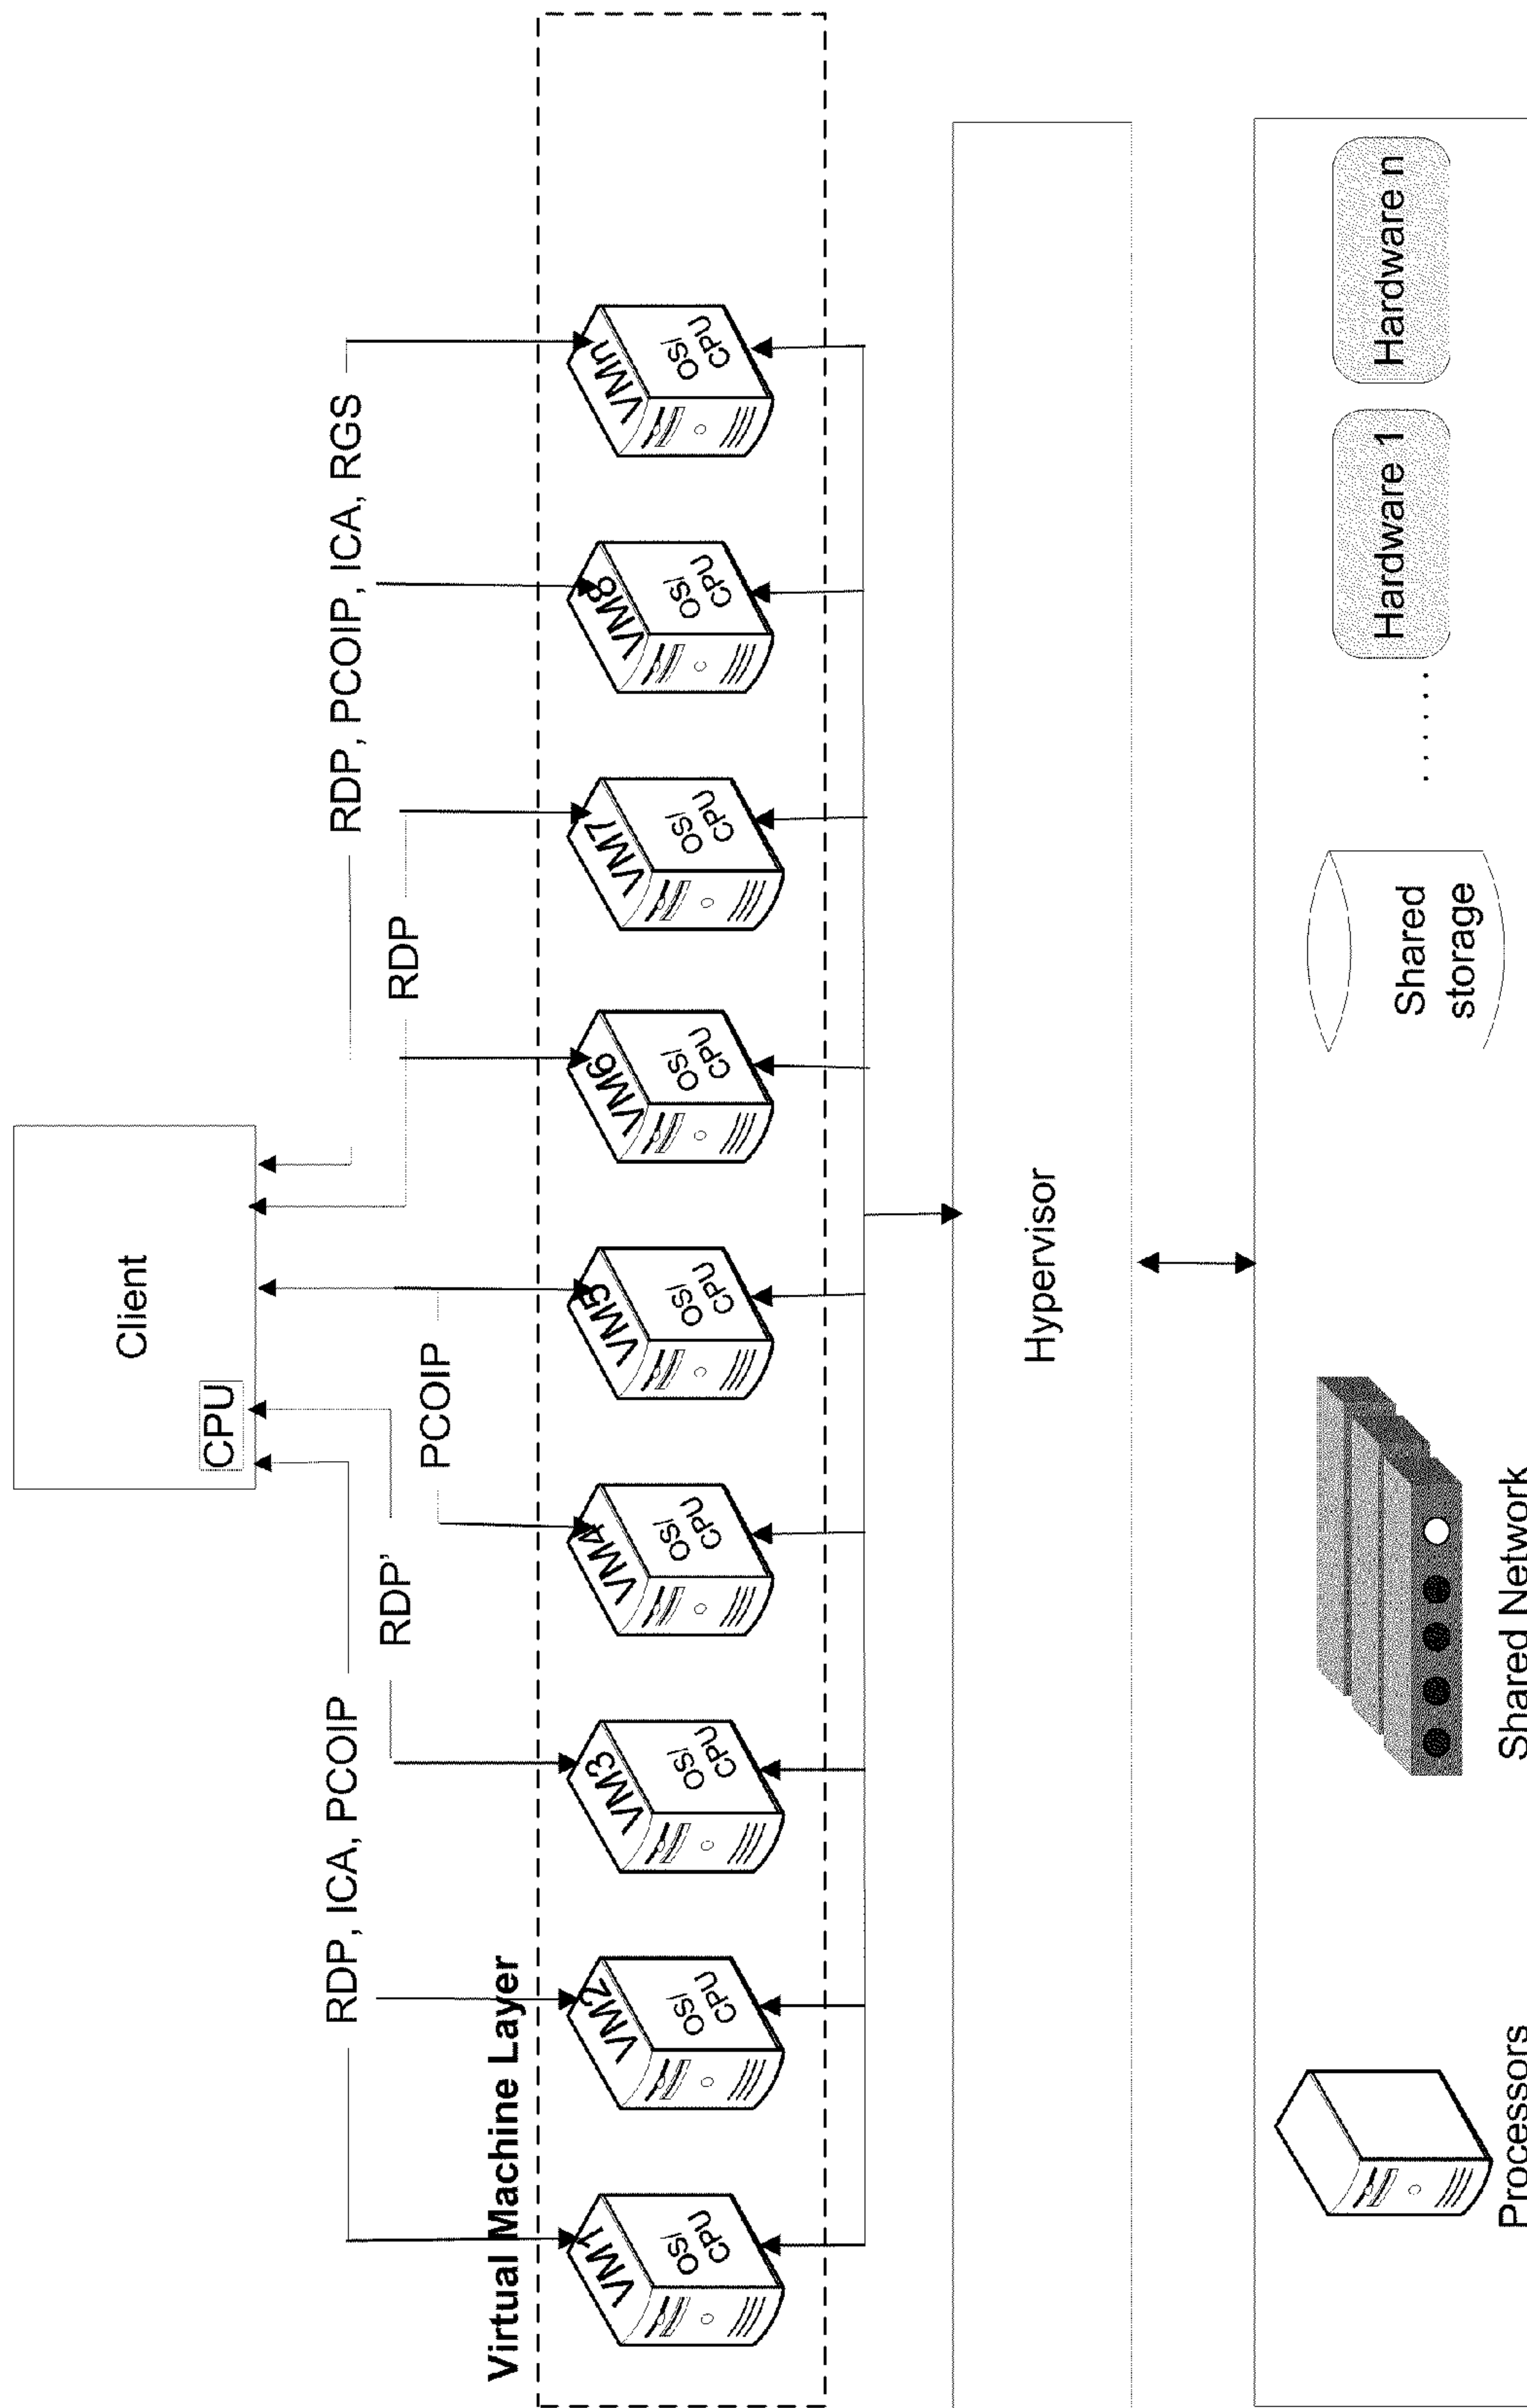 Client
CPU
RDP, ICA, PCOIP
RDP'
PCOIP
RDP
RDP, PCOIP, ICA, RGS
Virtual Machine Layer
VM1
OS/
CPU
VM2
OS/
CPU
VM3
OS/
CPU
VM4
OS/
CPU
VM5
OS/
CPU
VM6
OS/
CPU
VM7
OS/
CPU
VM8
OS/
CPU
VMn
OS/
CPU
Hypervisor
Processors
Shared Network
Shared
storage
......
Hardware 1
Hardware n